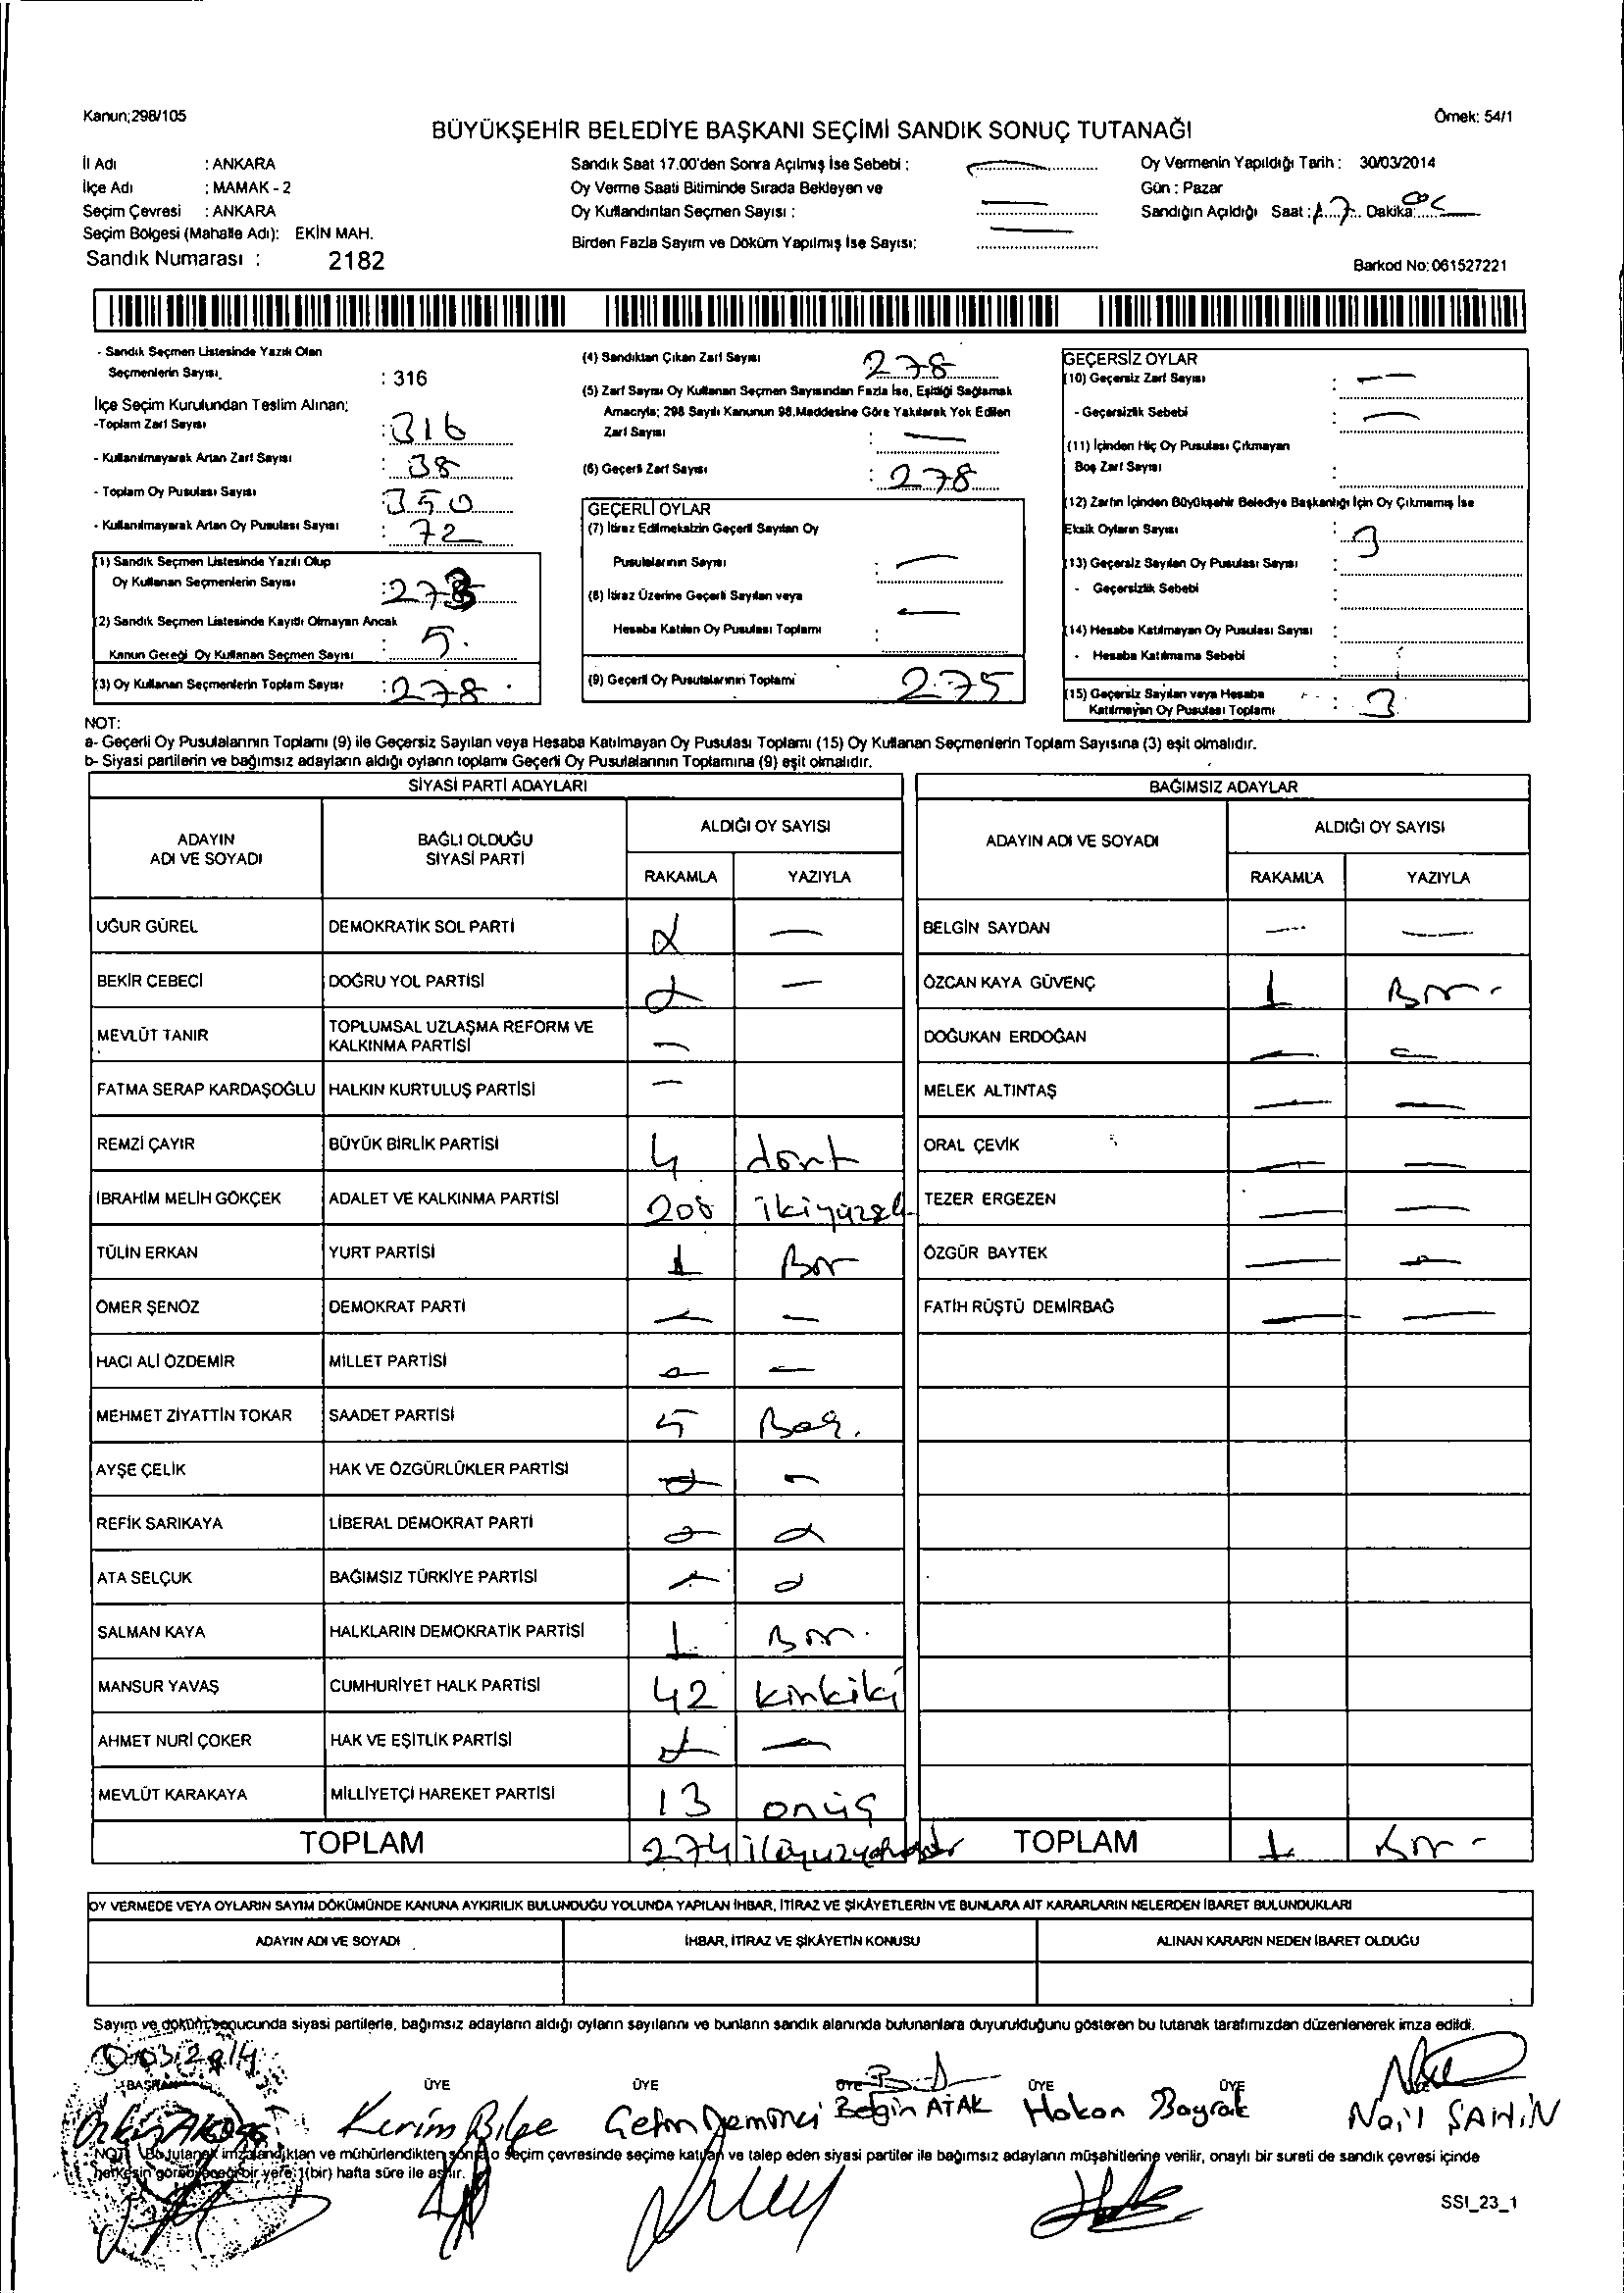 Kanun;298/105
Örnek: 54/1
BÜYÜKŞEHİR BELEDİYE BAŞKANI SEÇİMİ SANDIK SONUÇ TUTANAĞI
İl Adı : ANKARA
İlçe Adı : MAMAK - 2
Seçim Çevresi : ANKARA
Seçim Bölgesi (Mahalle Adı): EKİN MAH.
Sandık Numarası : 2182
Sandık Saat 17.00'den Sonra Açılmış İse Sebebi :
Oy Verme Saati Bitiminde Sırada Bekleyen ve
Oy Kullandırılan Seçmen Sayısı :
Birden Fazla Sayım ve Döküm Yapılmış İse Sayısı:
Oy Vermenin Yapıldığı Tarih : 30/03/2014
Gün : Pazar
Sandığın Açıldığı Saat : 17 Dakika:
Barkod No:061527221
- Sandık Seçmen Listesinde Yazılı Olan
Seçmenlerin Sayısı. : 316
İlçe Seçim Kurulundan Teslim Alınan;
-Toplam Zarf Sayısı : 316
- Kullanılmayarak Artan Zarf Sayısı : 38
- Toplam Oy Pusulası Sayısı : 350
- Kullanılmayarak Artan Oy Pusulası Sayısı : 72
(1) Sandık Seçmen Listesinde Yazılı Olup
Oy Kullanan Seçmenlerin Sayısı : 273
(2) Sandık Seçmen Listesinde Kayıtlı Olmayan Ancak
Kanun Gereği Oy Kullanan Seçmen Sayısı : 5.
(3) Oy Kullanan Seçmenlerin Toplam Sayısı : 278
(4) Sandıktan Çıkan Zarf Sayısı 278
(5) Zarf Sayısı Oy Kullanan Seçmen Sayısından Fazla İse, Eşitliği Sağlamak
Amacıyla; 298 Sayılı Kanunun 98.Maddesine Göre Yakılarak Yok Edilen
Zarf Sayısı : —
(6) Geçerli Zarf Sayısı : 278
GEÇERLİ OYLAR
(7) İtiraz Edilmeksizin Geçerli Sayılan Oy
Pusulalarının Sayısı : —
(8) İtiraz Üzerine Geçerli Sayılan veya
Hesaba Katılan Oy Pusulası Toplamı : —
(9) Geçerli Oy Pusulalarının Toplamı 275
GEÇERSİZ OYLAR
(10) Geçersiz Zarf Sayısı : —
- Geçersizlik Sebebi : —
(11) İçinden Hiç Oy Pusulası Çıkmayan
Boş Zarf Sayısı :
(12) Zarfın İçinden Büyükşehir Belediye Başkanlığı İçin Oy Çıkmamış İse
Eksik Oyların Sayısı : 3
(13) Geçersiz Sayılan Oy Pusulası Sayısı :
- Geçersizlik Sebebi :
(14) Hesaba Katılmayan Oy Pusulası Sayısı :
- Hesaba Katılmama Sebebi :
(15) Geçersiz Sayılan veya Hesaba
Katılmayan Oy Pusulası Toplamı : 3
NOT:
a- Geçerli Oy Pusulalarının Toplamı (9) ile Geçersiz Sayılan veya Hesaba Katılmayan Oy Pusulası Toplamı (15) Oy Kullanan Seçmenlerin Toplam Sayısına (3) eşit olmalıdır.
b- Siyasi partilerin ve bağımsız adayların aldığı oyların toplamı Geçerli Oy Pusulalarının Toplamına (9) eşit olmalıdır.
SİYASİ PARTİ ADAYLARI
ADAYIN ADI VE SOYADI
BAĞLI OLDUĞU SİYASİ PARTİ
ALDIĞI OY SAYISI
RAKAMLA YAZIYLA
UĞUR GÜREL DEMOKRATİK SOL PARTİ —
BEKİR CEBECİ DOĞRU YOL PARTİSİ —
MEVLÜT TANIR TOPLUMSAL UZLAŞMA REFORM VE
KALKINMA PARTİSİ —
FATMA SERAP KARDAŞOĞLU HALKIN KURTULUŞ PARTİSİ —
REMZİ ÇAYIR BÜYÜK BİRLİK PARTİSİ 4 dört
İBRAHİM MELİH GÖKÇEK ADALET VE KALKINMA PARTİSİ 208
TÜLİN ERKAN YURT PARTİSİ 1 Bir
ÖMER ŞENÖZ DEMOKRAT PARTİ — —
HACI ALİ ÖZDEMİR MİLLET PARTİSİ — —
MEHMET ZİYATTİN TOKAR SAADET PARTİSİ 5 Beş.
AYŞE ÇELİK HAK VE ÖZGÜRLÜKLER PARTİSİ —
REFİK SARIKAYA LİBERAL DEMOKRAT PARTİ
ATA SELÇUK BAĞIMSIZ TÜRKİYE PARTİSİ —
SALMAN KAYA HALKLARIN DEMOKRATİK PARTİSİ 1 Bir.
MANSUR YAVAŞ CUMHURİYET HALK PARTİSİ 42 kırkiki
AHMET NURİ ÇOKER HAK VE EŞİTLİK PARTİSİ —
MEVLÜT KARAKAYA MİLLİYETÇİ HAREKET PARTİSİ 13 onüç
TOPLAM 274
BAĞIMSIZ ADAYLAR
ADAYIN ADI VE SOYADI
ALDIĞI OY SAYISI
RAKAMLA YAZIYLA
BELGİN SAYDAN — —
ÖZCAN KAYA GÜVENÇ 1 Bir.
DOĞUKAN ERDOĞAN — —
MELEK ALTINTAŞ — —
ORAL ÇEVİK — —
TEZER ERGEZEN — —
ÖZGÜR BAYTEK — —
FATİH RÜŞTÜ DEMİRBAĞ — —
TOPLAM 1 Bir -
OY VERMEDE VEYA OYLARIN SAYIM DÖKÜMÜNDE KANUNA AYKIRILIK BULUNDUĞU YOLUNDA YAPILAN İHBAR, İTİRAZ VE ŞİKÂYETLERİN VE BUNLARA AİT KARARLARIN NELERDEN İBARET BULUNDUKLARI
ADAYIN ADI VE SOYADI
İHBAR, İTİRAZ VE ŞİKÂYETİN KONUSU
ALINAN KARARIN NEDEN İBARET OLDUĞU
Sayım ve döküm sonucunda siyasi partilerle, bağımsız adayların aldığı oyların sayılarını ve bunların sandık alanında bulunanlara duyurulduğunu gösteren bu tutanak tarafımızdan düzenlenerek imza edildi.
BAŞKAN ÜYE ÜYE ÜYE ÜYE ÜYE
Kerim Bilge Çetin Demirci Belgin ATAK Hakan Bayrak Nail ŞAHİN
NOT: Bu tutanak imzalandıktan ve mühürlendikten sonra o seçim çevresinde seçime katılan ve talep eden siyasi partiler ile bağımsız adayların müşahitlerine verilir, onaylı bir sureti de sandık çevresi içinde
herkesin görebileceği bir yere 1(bir) hafta süre ile asılır.
SSI_23_1